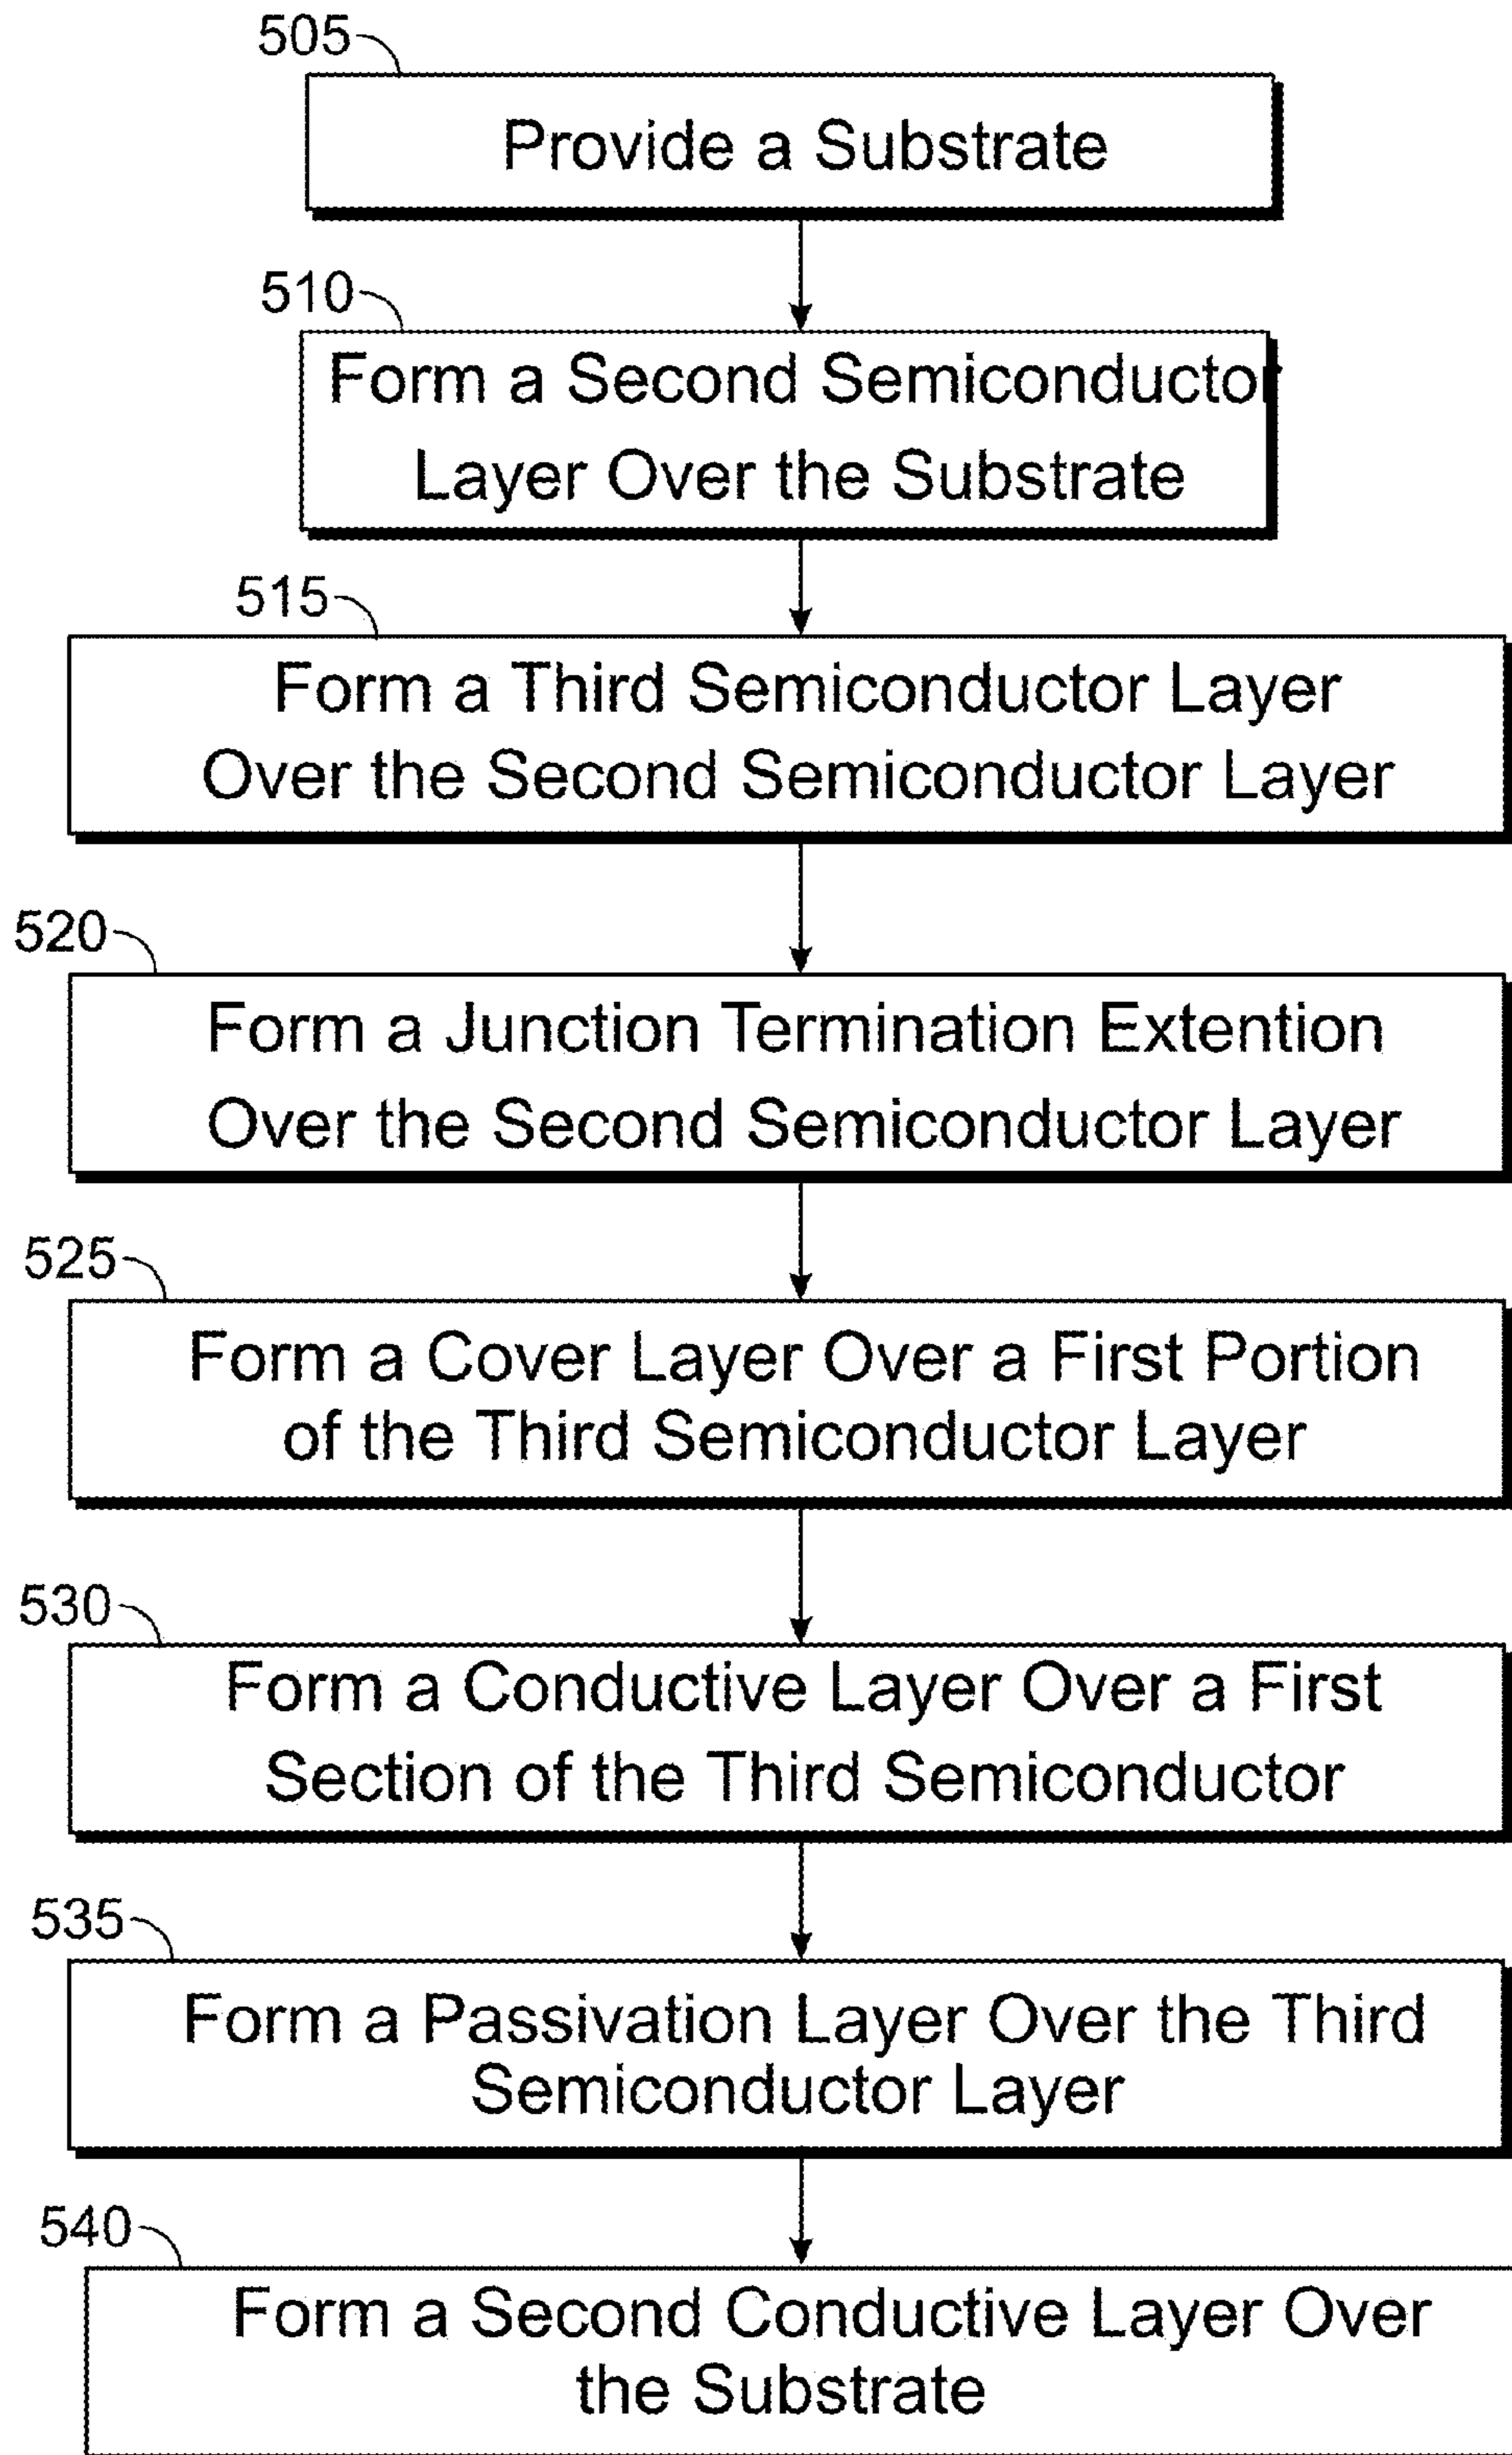 505
Provide a Substrate
510
Form a Second Semiconductor
Layer Over the Substrate
515
Form a Third Semiconductor Layer
Over the Second Semiconductor Layer
520
Form a Junction Termination Extention
Over the Second Semiconductor Layer
525
Form a Cover Layer Over a First Portion
of the Third Semiconductor Layer
530
Form a Conductive Layer Over a First
Section of the Third Semiconductor
535
Form a Passivation Layer Over the Third
Semiconductor Layer
540
Form a Second Conductive Layer Over
the Substrate